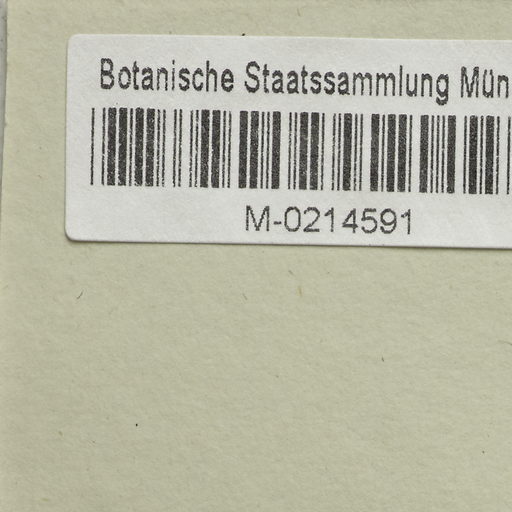 Botanische Staatssammlung Mün
M-0214591